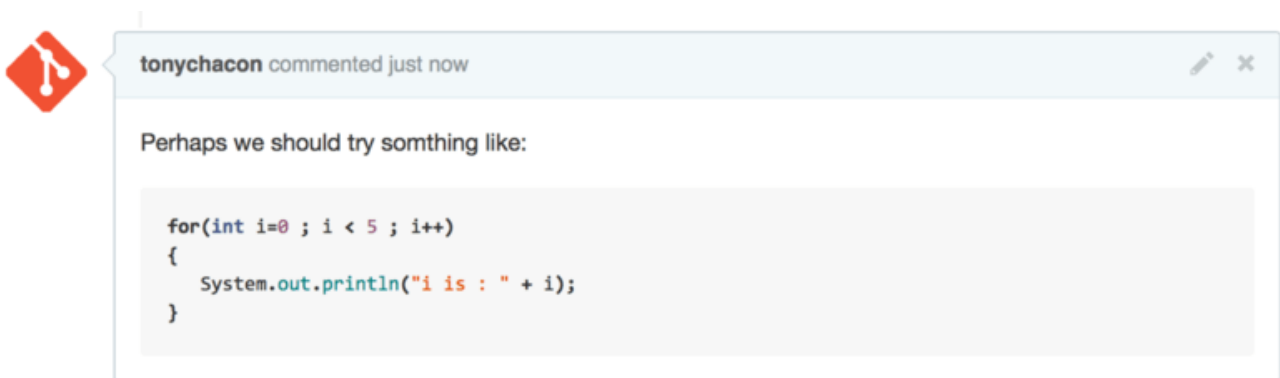 tonychacon commented just now
Perhaps we should try somthing like:
for(int i=0 ; i < 5 ; i++)
{
   System.out.println("i is : " + i);
}